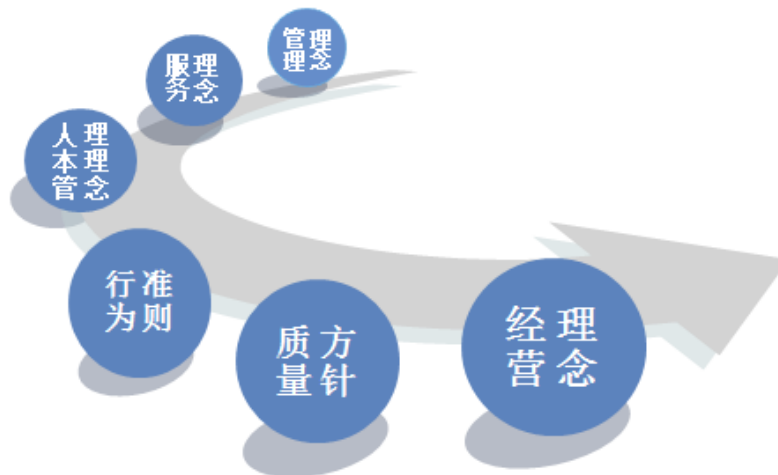 管理
理念
服务
理念
人本管
理理念
行为
准则
质量
方针
经营
理念